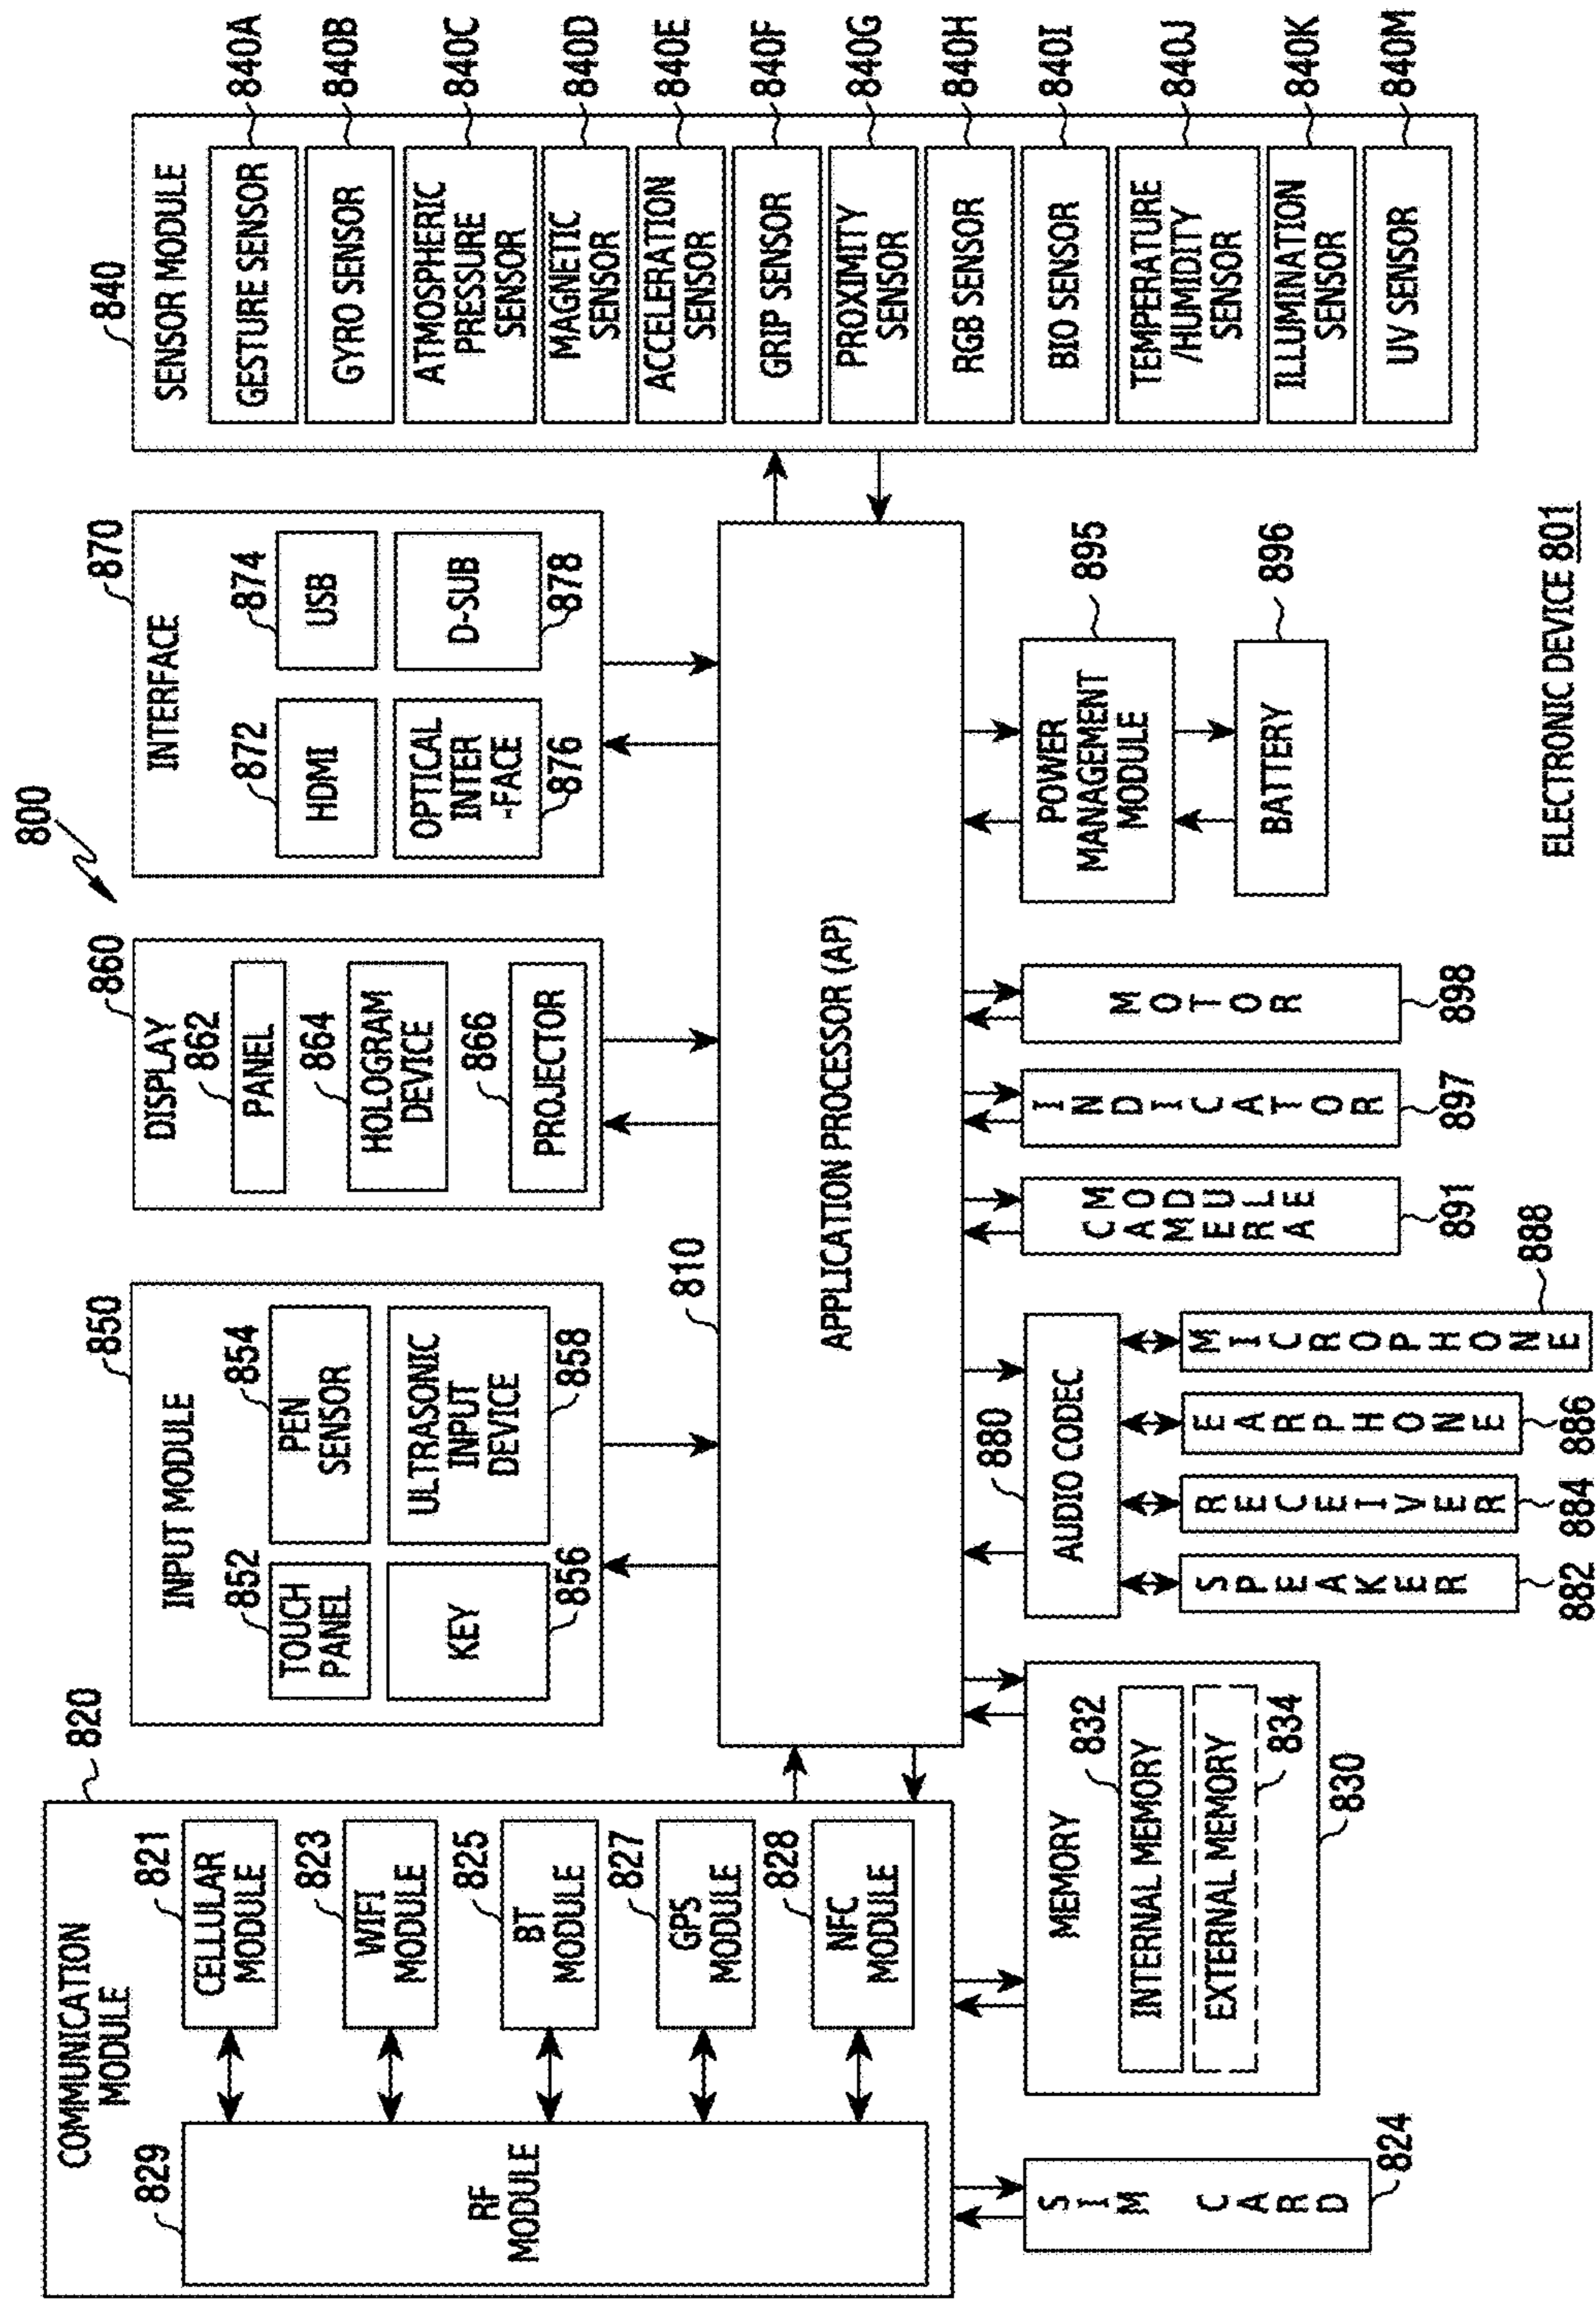 800
COMMUNICATION
MODULE
820
829
RF
MODULE
821
CELLULAR
MODULE
823
WIFI
MODULE
825
BT
MODULE
827
GPS
MODULE
828
NFC
MODULE
850
INPUT MODULE
852
TOUCH
PANEL
854
PEN
SENSOR
KEY
856
ULTRASONIC
INPUT
DEVICE
858
860
DISPLAY
862
PANEL
864
HOLOGRAM
DEVICE
866
PROJECTOR
870
INTERFACE
872
HDMI
874
USB
OPTICAL
INTER
-FACE
876
D-SUB
878
840
SENSOR MODULE
GESTURE SENSOR
840A
GYRO SENSOR
840B
ATMOSPHERIC
PRESSURE
SENSOR
840C
MAGNETIC
SENSOR
840D
ACCELERATION
SENSOR
840E
GRIP SENSOR
840F
PROXIMITY
SENSOR
840G
RGB SENSOR
840H
BIO SENSOR
840I
TEMPERATURE
/HUMIDITY
SENSOR
840J
ILLUMINATION
SENSOR
840K
UV SENSOR
840M
810
APPLICATION PROCESSOR (AP)
SIM CARD
824
MEMORY
832
INTERNAL MEMORY
EXTERNAL MEMORY
834
830
880
AUDIO CODEC
SPEAKER
882
RECEIVER
884
EARPHONE
886
MICROPHONE
888
CAMERA
MODULE
891
INDICATOR
897
MOTOR
898
POWER
MANAGEMENT
MODULE
895
BATTERY
896
ELECTRONIC DEVICE 801